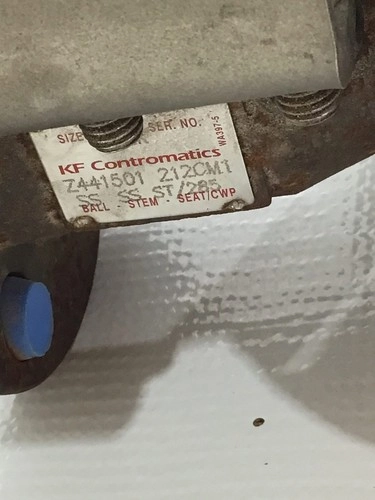 SIZE SER. NO.
WA397-5
KF Contromatics
Z441501 212CM1
SS SS ST/285
BALL - STEM - SEAT/CWP